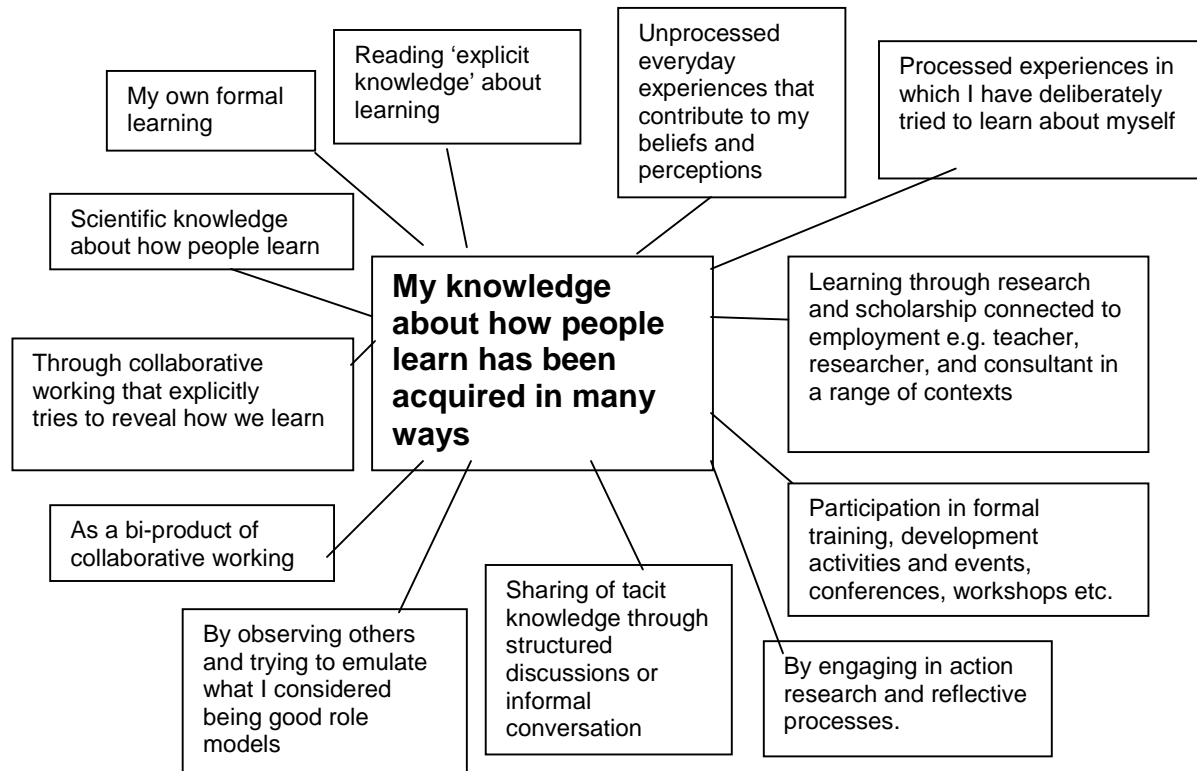 Reading ‘explicit
knowledge’ about
learning
Unprocessed
everyday
experiences that
contribute to my
beliefs and
perceptions
Processed experiences in
which I have deliberately
tried to learn about myself
My own formal
learning
Scientific knowledge
about how people learn
My knowledge
about how people
learn has been
acquired in many
ways
Learning through research
and scholarship connected to
employment e.g. teacher,
researcher, and consultant in
a range of contexts
Through collaborative
working that explicitly
tries to reveal how we learn
As a bi-product of
collaborative working
Participation in formal
training, development
activities and events,
conferences, workshops etc.
By observing others
and trying to emulate
what I considered
being good role
models
Sharing of tacit
knowledge through
structured
discussions or
informal
conversation
By engaging in action
research and reflective
processes.